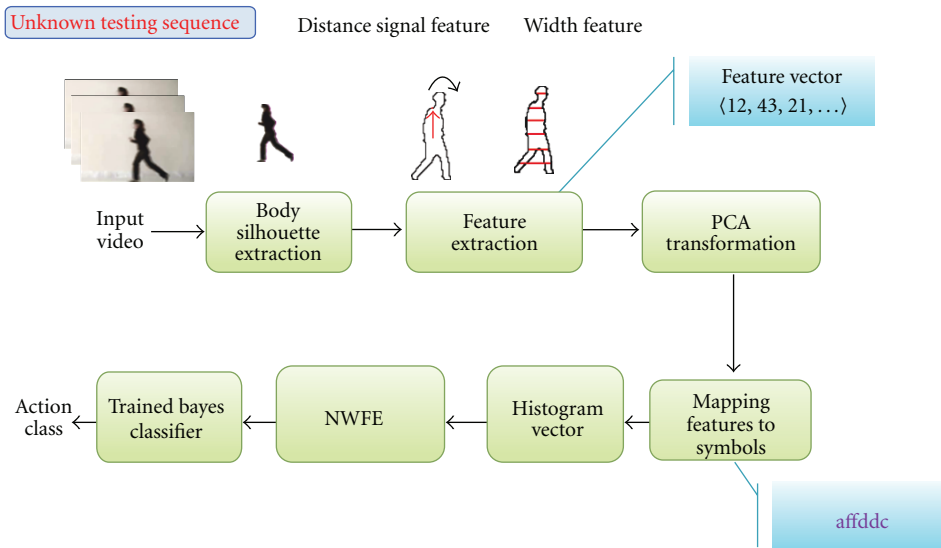 Unknown testing sequence
Distance signal feature
Width feature
Feature vector
⟨12, 43, 21, . . .⟩
Input
video
Body
silhouette
extraction
Feature
extraction
PCA
transformation
Action
class
Trained bayes
classifier
NWFE
Histogram
vector
Mapping
features to
symbols
affddc